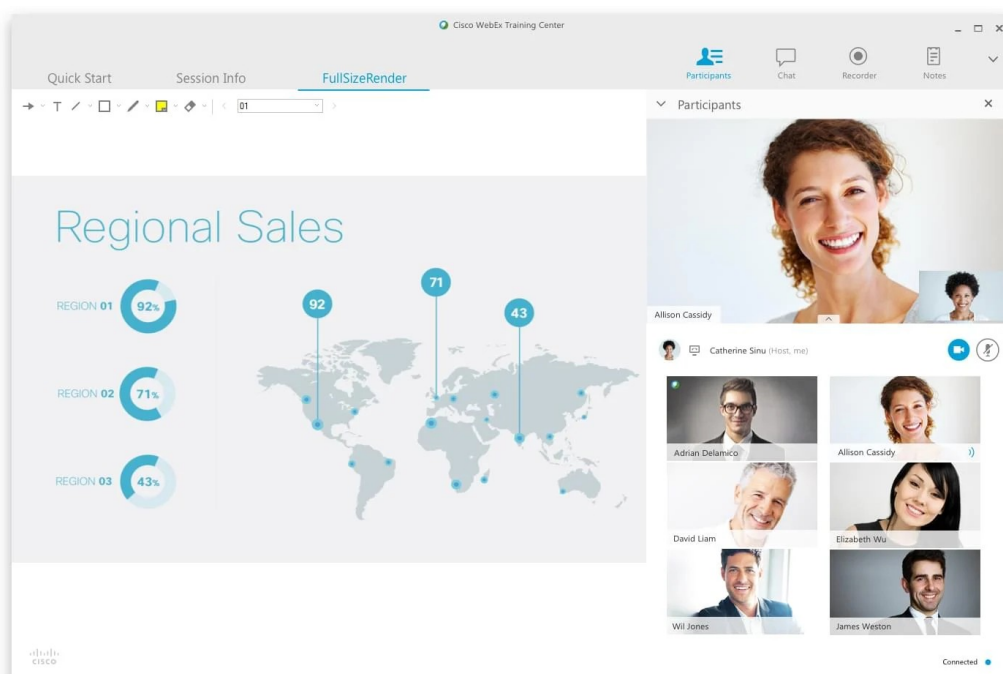 Cisco WebEx Training Center
Quick Start
Session Info
FullSizeRender
Participants
Chat
Recorder
Notes
T
01
Participants
Allison Cassidy
Catherine Sinu (Host, me)
Regional Sales
REGION 01
92%
REGION 02
71%
REGION 03
43%
92
71
43
Adrian Delamico
Allison Cassidy
David Liam
Elizabeth Wu
Wil Jones
James Weston
CISCO
Connected